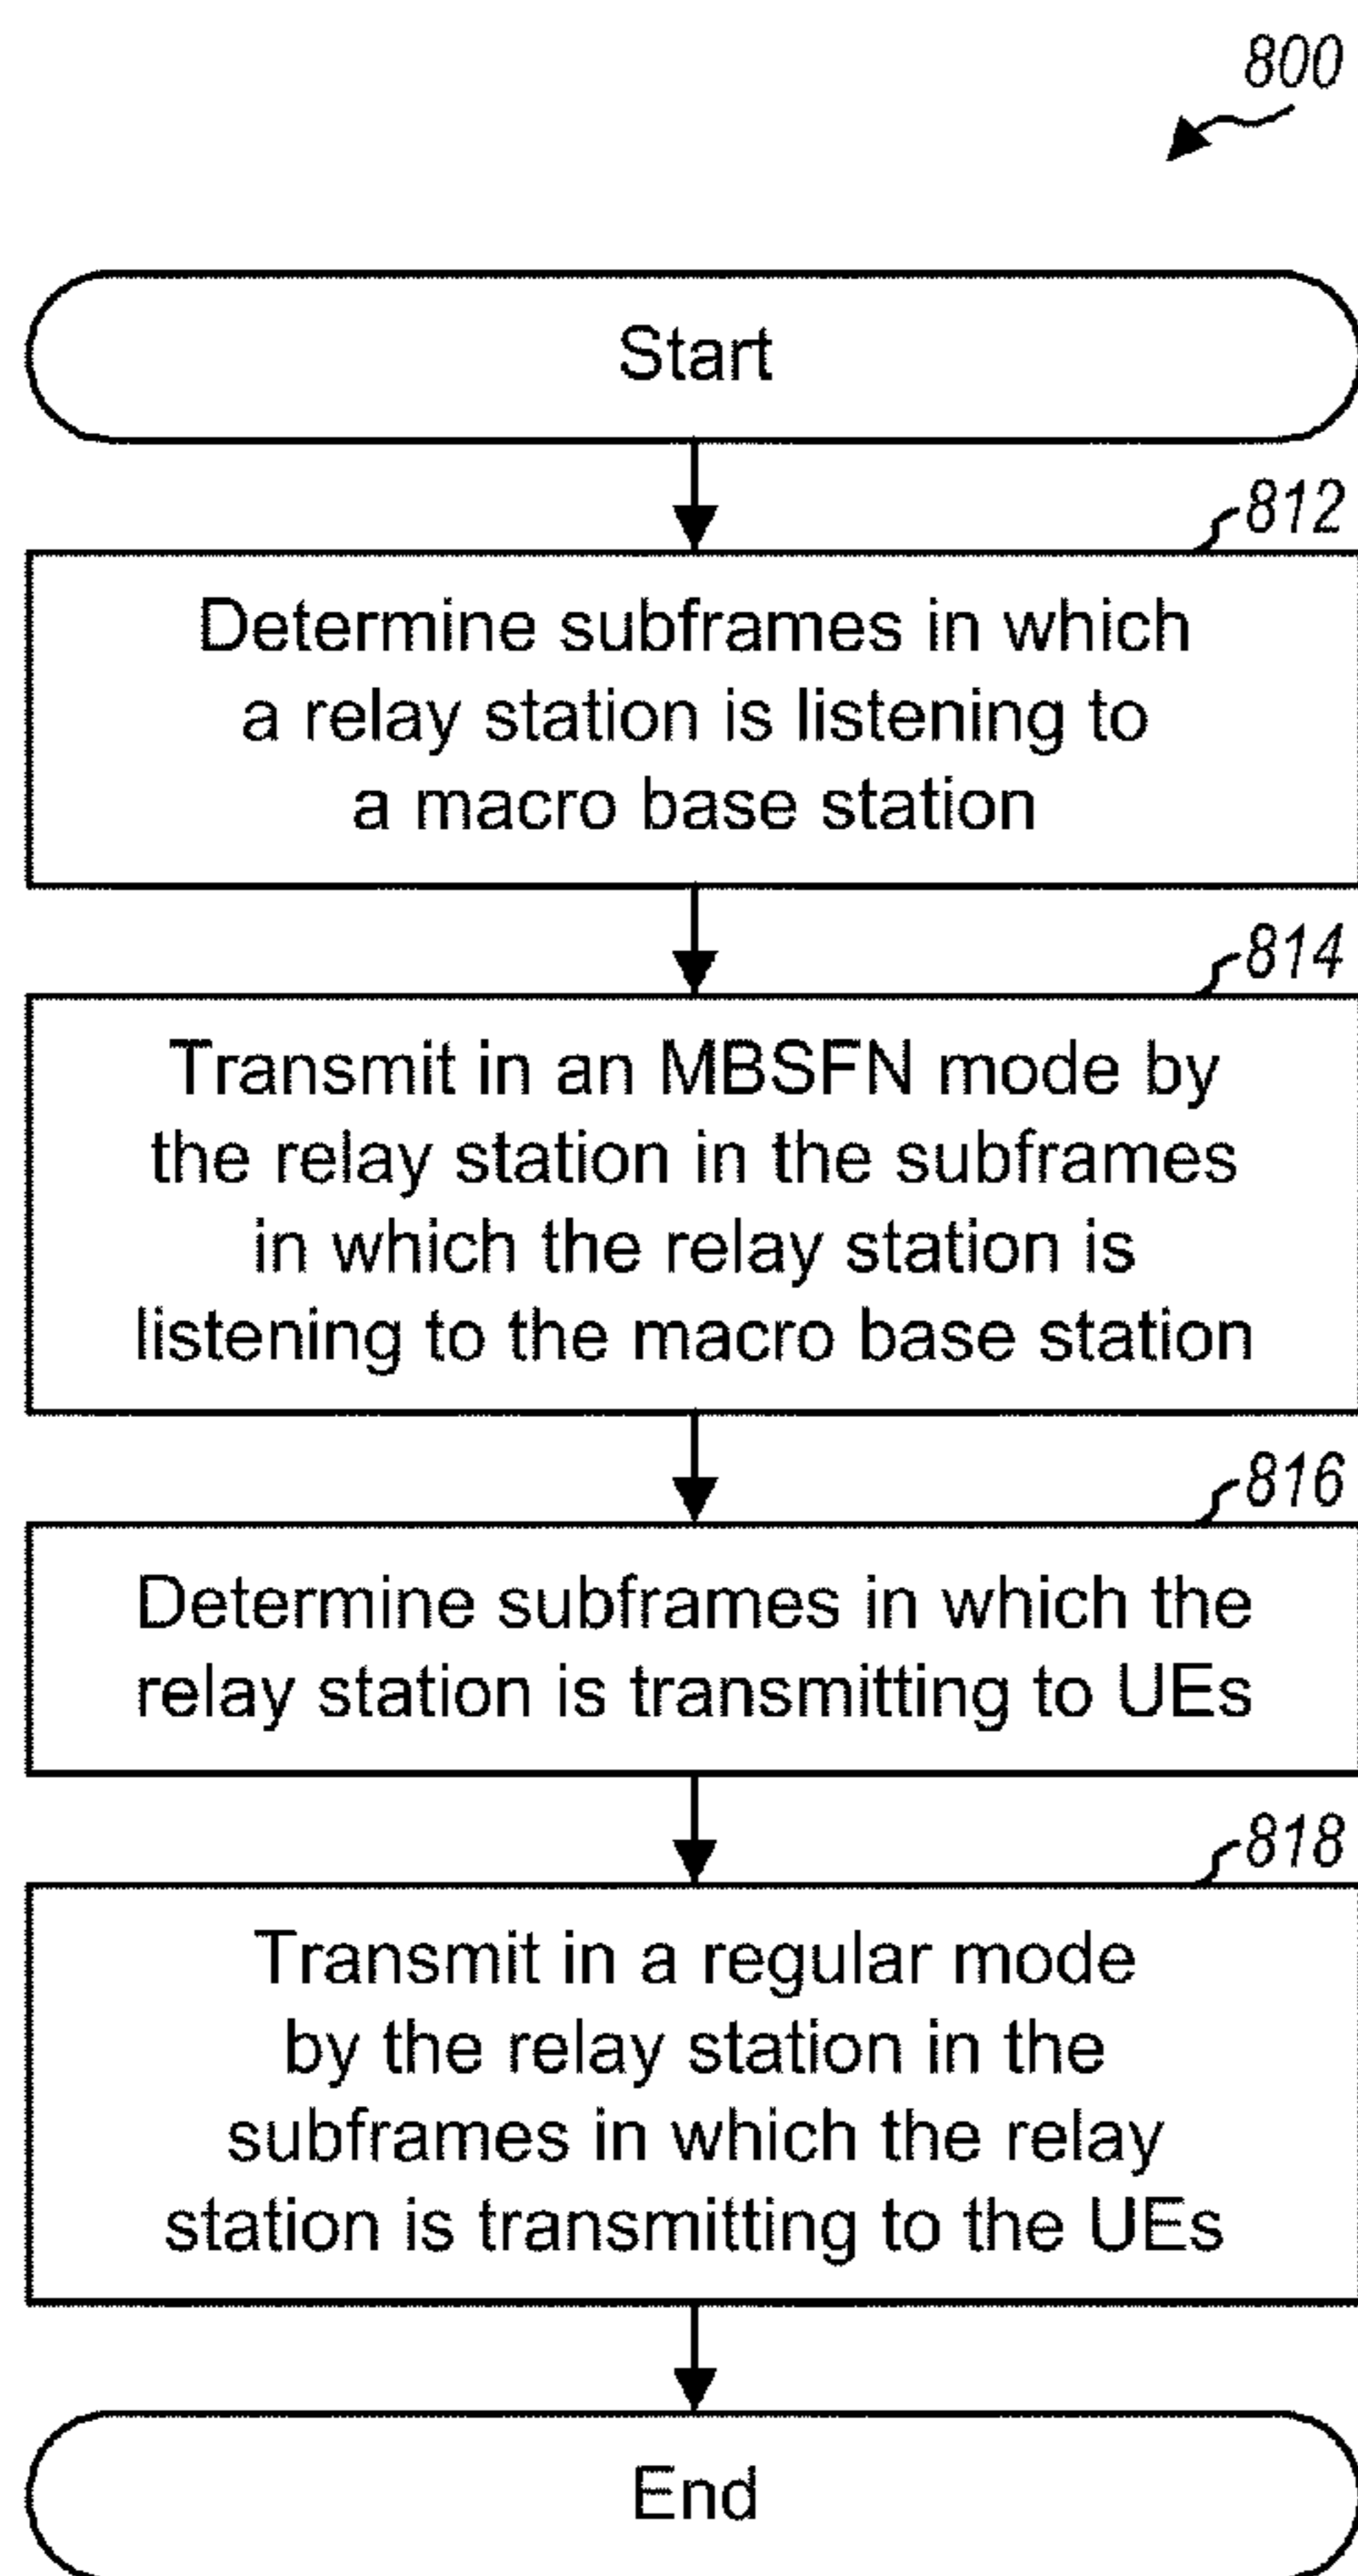 800
Start
812
Determine subframes in which
a relay station is listening to
a macro base station
814
Transmit in an MBSFN mode by
the relay station in the subframes
in which the relay station is
listening to the macro base station
816
Determine subframes in which the
relay station is transmitting to UEs
818
Transmit in a regular mode
by the relay station in the
subframes in which the relay
station is transmitting to the UEs
End